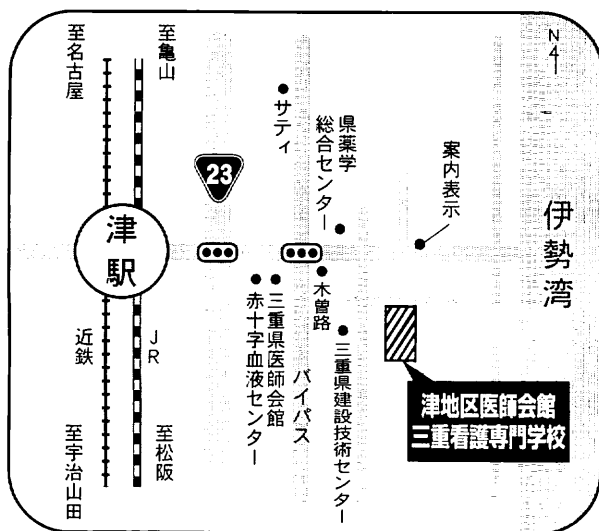 至名古屋
至亀山
N
サティ
県薬学
総合センター
案内表示
23
伊勢湾
津駅
木曽路
三重県医師会館
赤十字血液センター
バイパス
三重県建設技術センター
近鉄
JR
津地区医師会館
三重看護専門学校
至宇治山田
至松阪